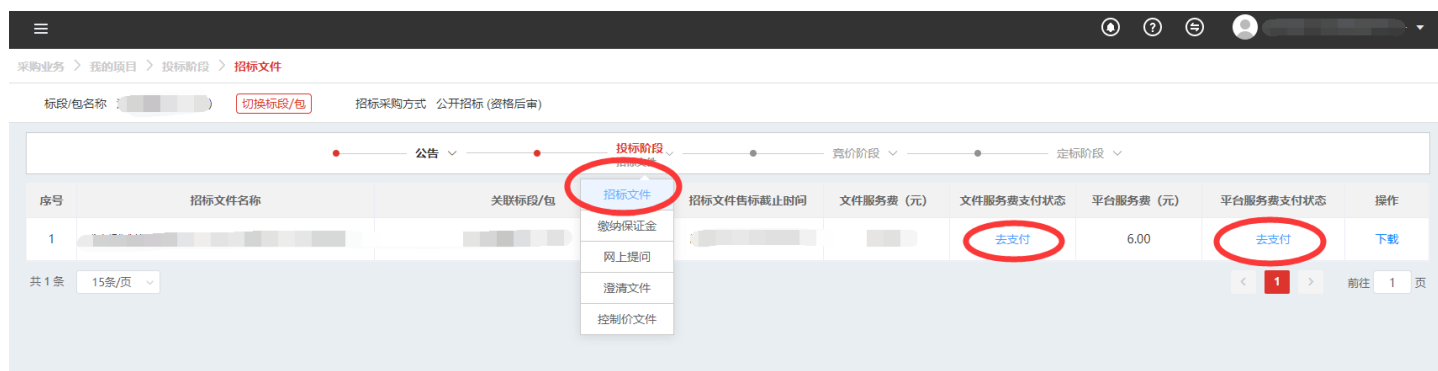 采购业务 > 我的项目 > 投标阶段 > 招标文件
标段/包名称 切换标段/包 招标采购方式 公开招标 (资格后审)
公告 投标阶段 竞价阶段 定标阶段
招标文件
序号 招标文件名称 关联标段/包 招标文件售标截止时间 文件服务费（元） 文件服务费支付状态 平台服务费（元） 平台服务费支付状态 操作
招标文件
缴纳保证金
网上提问
澄清文件
控制价文件
1 去支付 6.00 去支付 下载
共 1 条 15条/页 < 1 > 前往 1 页